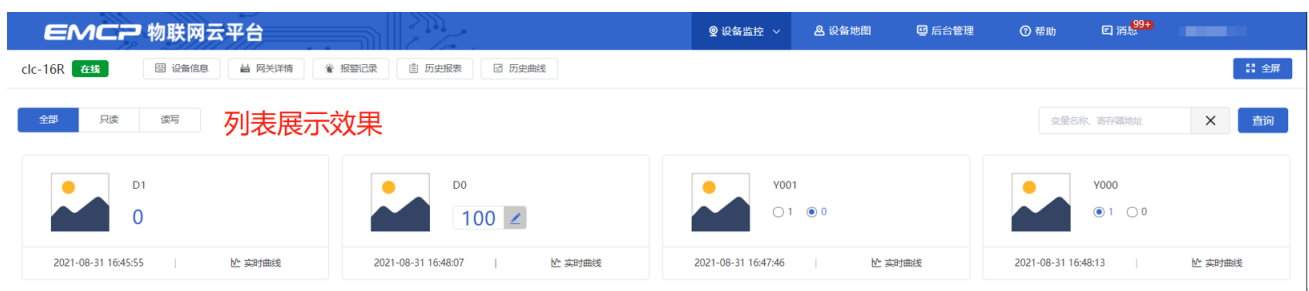 EMCP 物联网云平台 设备监控 设备地图 后台管理 帮助 消息 99+
clc-16R 在线 设备信息 网关详情 报警记录 历史报表 历史曲线 全屏
全部 只读 读写 列表展示效果 变量名称、寄存器地址 查询
D1 D0 Y001 Y000
0 100 1 0 1 0
2021-08-31 16:45:55 | 实时曲线 2021-08-31 16:48:07 | 实时曲线 2021-08-31 16:47:46 | 实时曲线 2021-08-31 16:48:13 | 实时曲线